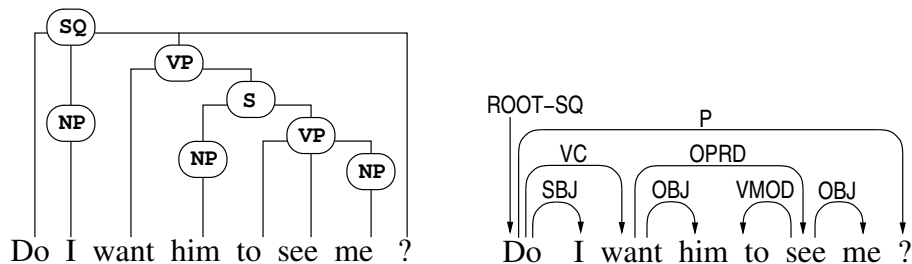 SQ
VP
S
NP
VP
NP
NP
Do I want him to see me ?
ROOT–SQ
P
VC
OPRD
SBJ
OBJ
VMOD
OBJ
Do I want him to see me ?